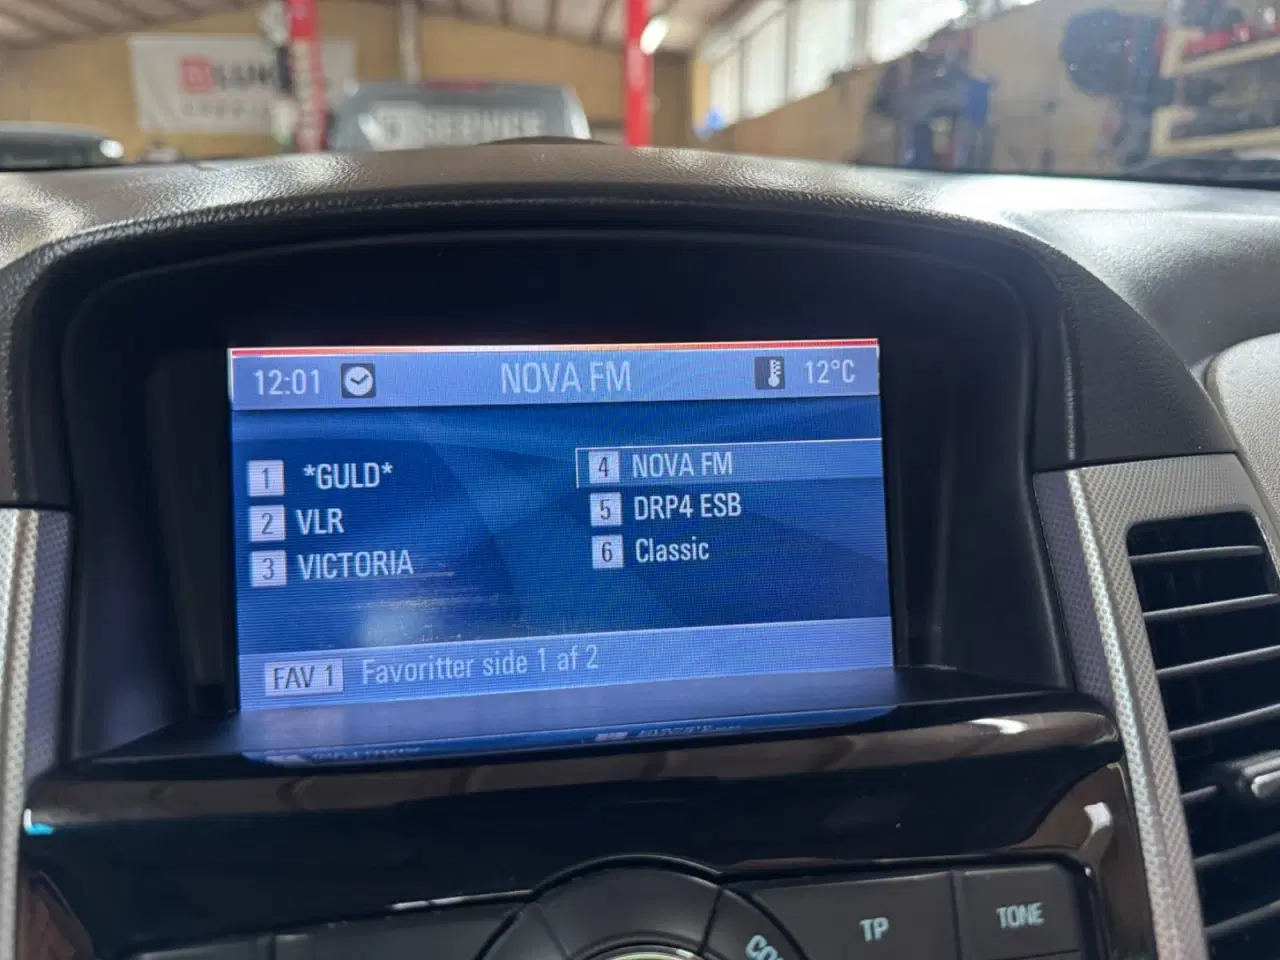 SERVICE
12:01 NOVA FM 12°C
1 *GULD*
2 VLR
3 VICTORIA
4 NOVA FM
5 DRP4 ESB
6 Classic
FAV 1 Favoritter side 1 af 2
TP
TONE